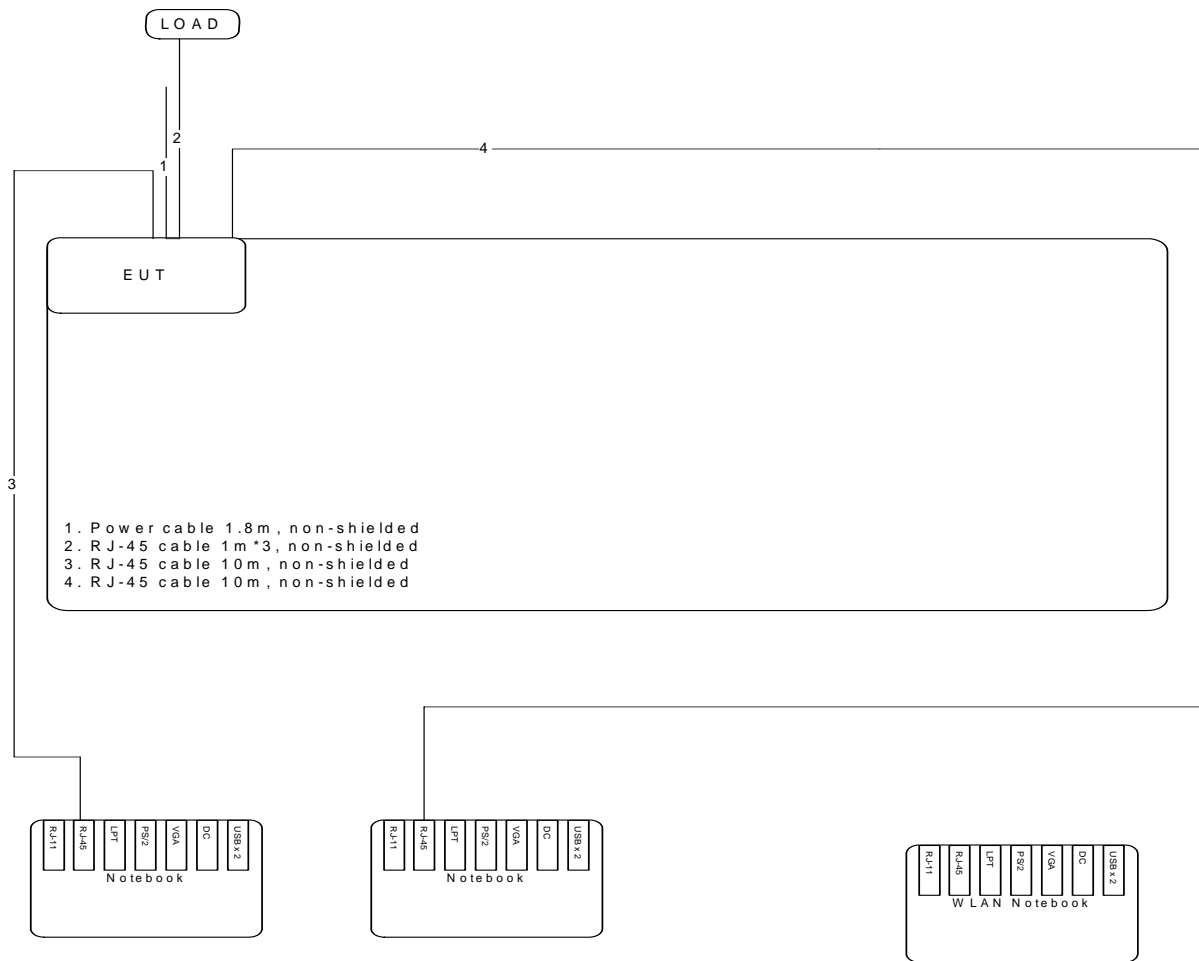 LOAD
2
4
1
EUT
3
1. Power cable 1.8m, non-shielded
2. RJ-45 cable 1m*3, non-shielded
3. RJ-45 cable 10m, non-shielded
4. RJ-45 cable 10m, non-shielded
RJ-11 RJ-45 LPT PS/2 VGA DC USB x 2
Notebook
RJ-11 RJ-45 LPT PS/2 VGA DC USB x 2
Notebook
RJ-11 RJ-45 LPT PS/2 VGA DC USB x 2
WLAN Notebook